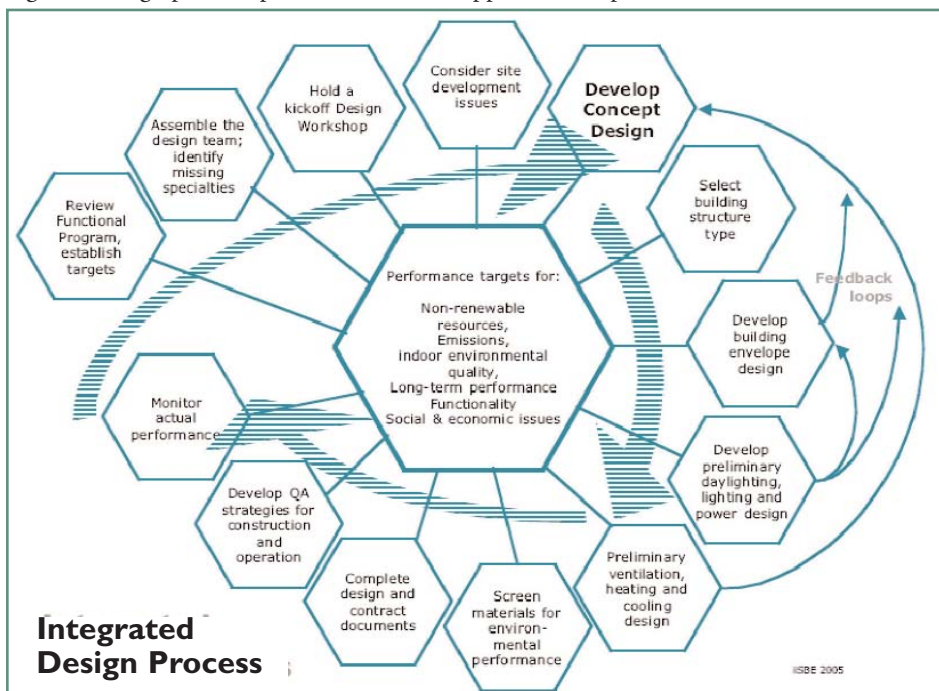 Review
Functional
Program,
establish
targets
Assemble the
design team;
identify
missing
specialties
Hold a
kickoff Design
Workshop
Consider site
development
issues
Develop
Concept
Design
Select
building
structure
type
Feedback
loops
Develop
building
envelope
design
Develop
preliminary
daylighting,
lighting and
power design
Preliminary
ventilation,
heating and
cooling
design
Screen
materials for
environ-
mental
performance
Complete
design and
contract
documents
Develop QA
strategies for
construction
and
operation
Monitor
actual
performance
Performance targets for:
Non-renewable
resources,
Emissions,
indoor environmental
quality,
Long-term performance
Functionality
Social & economic issues
Integrated
Design Process
iiSBE 2005